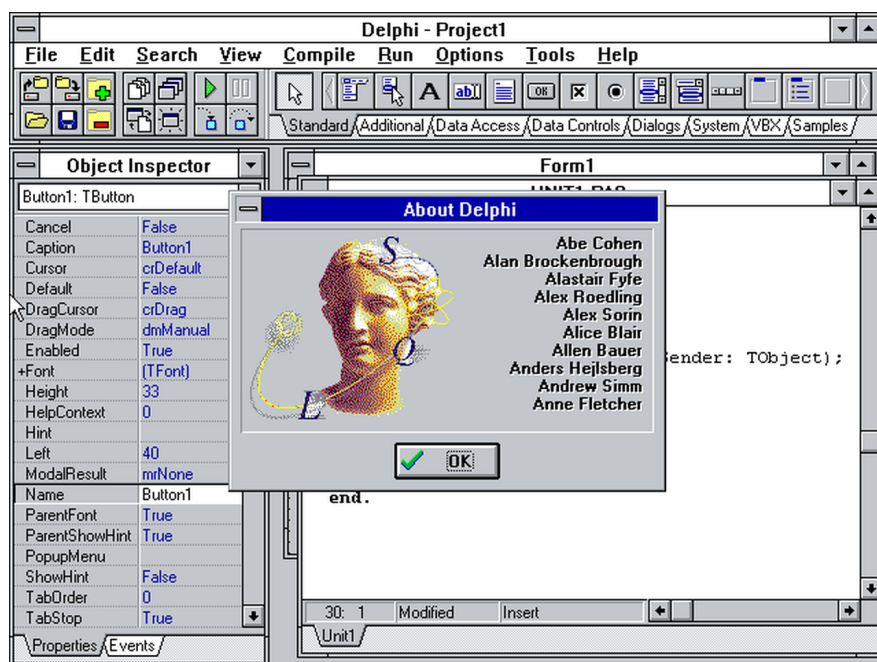 Delphi - Project1
File Edit Search View Compile Run Options Tools Help
Standard Additional Data Access Data Controls Dialogs System VBX Samples
Object Inspector
Button1: TButton
Cancel False
Caption Button1
Cursor crDefault
Default False
DragCursor crDrag
DragMode dmManual
Enabled True
+Font (TFont)
Height 33
HelpContext 0
Hint
Left 40
ModalResult mrNone
Name Button1
ParentFont True
ParentShowHint True
PopupMenu
ShowHint False
TabOrder 0
TabStop True
Properties Events
Form1
About Delphi
S
Q
L
Abe Cohen
Alan Brockenbrough
Alastair Fyfe
Alex Roedling
Alex Sorin
Alice Blair
Allen Bauer
Anders Hejlsberg
Andrew Simm
Anne Fletcher
OK
Sender: TObject);
end.
30: 1 Modified Insert
Unit1